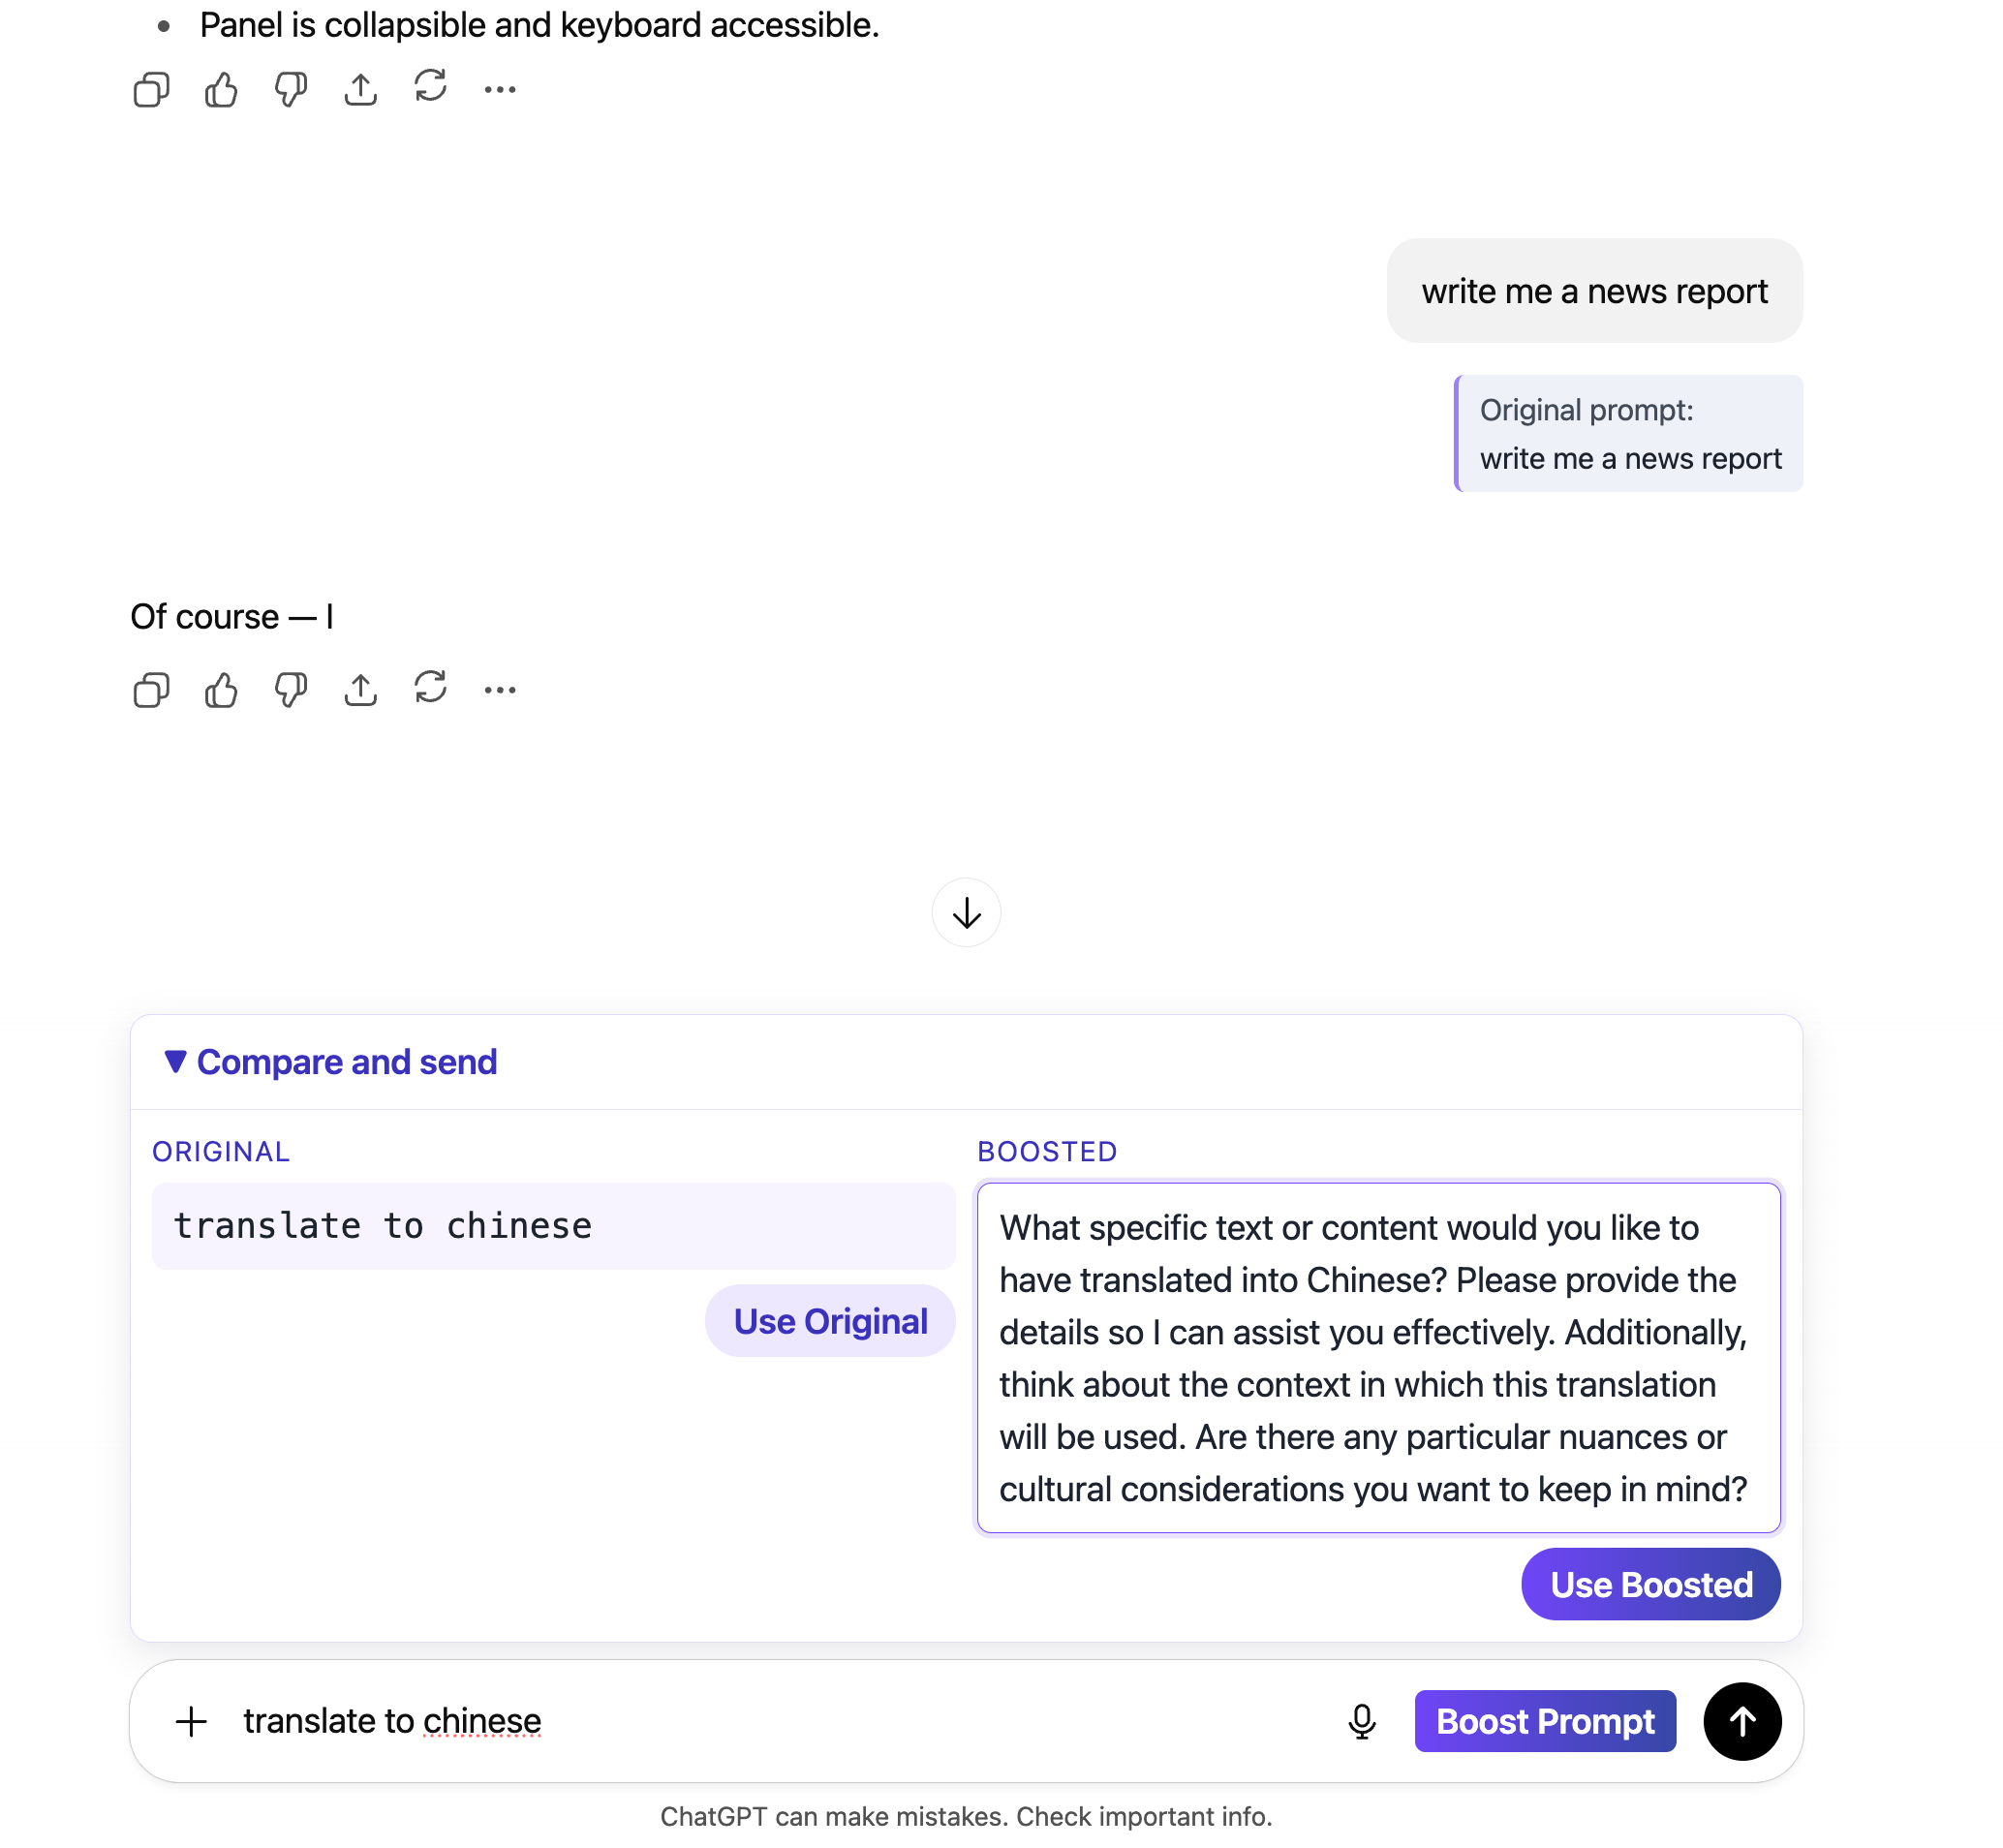 Panel is collapsible and keyboard accessible.
write me a news report
Original prompt:
write me a news report
Of course — I
Compare and send
ORIGINAL
translate to chinese
Use Original
BOOSTED
What specific text or content would you like to
have translated into Chinese? Please provide the
details so I can assist you effectively. Additionally,
think about the context in which this translation
will be used. Are there any particular nuances or
cultural considerations you want to keep in mind?
Use Boosted
translate to chinese
Boost Prompt
ChatGPT can make mistakes. Check important info.